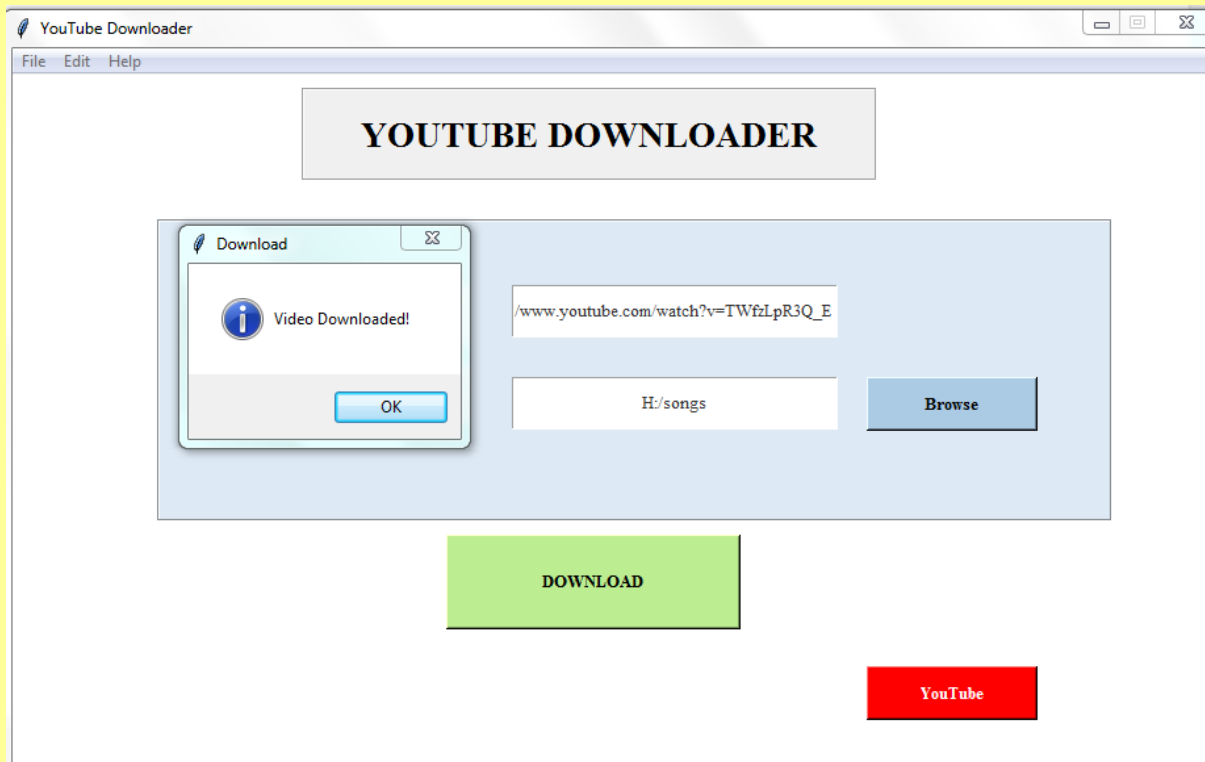 YouTube Downloader
File Edit Help
YOUTUBE DOWNLOADER
Download
Video Downloaded!
OK
/www.youtube.com/watch?v=TWfzLpR3Q_E
H:/songs
Browse
DOWNLOAD
YouTube